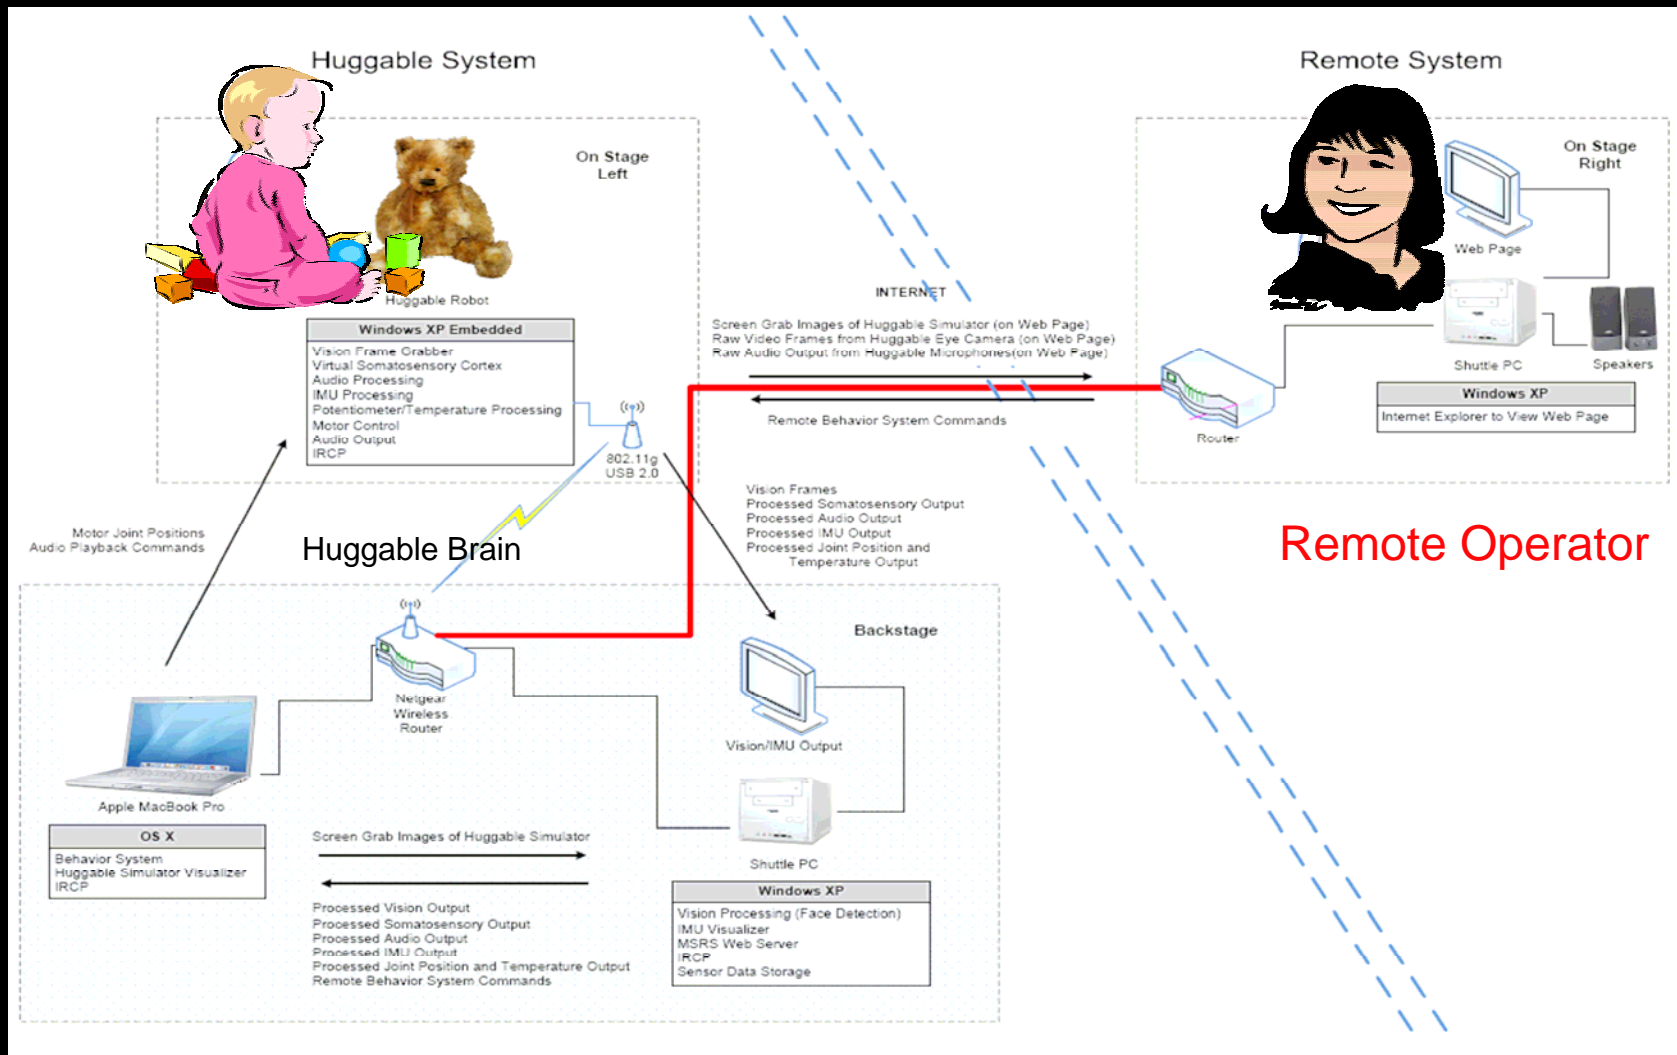 Huggable System
On Stage
Left
Huggable Robot
Windows XP Embedded
Vision Frame Grabber
Virtual Somatosensory Cortex
Audio Processing
IMU Processing
Potentiometer/Temperature Processing
Motor Control
Audio Output
IRCP
802.11g
USB 2.0
Remote System
On Stage
Right
Web Page
Shuttle PC
Speakers
Windows XP
Internet Explorer to View Web Page
Router
INTERNET
Screen Grab Images of Huggable Simulator (on Web Page)
Raw Video Frames from Huggable Eye Camera (on Web Page)
Raw Audio Output from Huggable Microphones(on Web Page)
Remote Behavior System Commands
Vision Frames
Processed Somatosensory Output
Processed Audio Output
Processed IMU Output
Processed Joint Position and
Temperature Output
Remote Operator
Motor Joint Positions
Audio Playback Commands
Huggable Brain
Backstage
Netgear
Wireless
Router
Vision/IMU Output
Apple MacBook Pro
OS X
Behavior System
Huggable Simulator Visualizer
IRCP
Screen Grab Images of Huggable Simulator
Processed Vision Output
Processed Somatosensory Output
Processed Audio Output
Processed IMU Output
Processed Joint Position and Temperature Output
Remote Behavior System Commands
Shuttle PC
Windows XP
Vision Processing (Face Detection)
IMU Visualizer
MSRS Web Server
IRCP
Sensor Data Storage